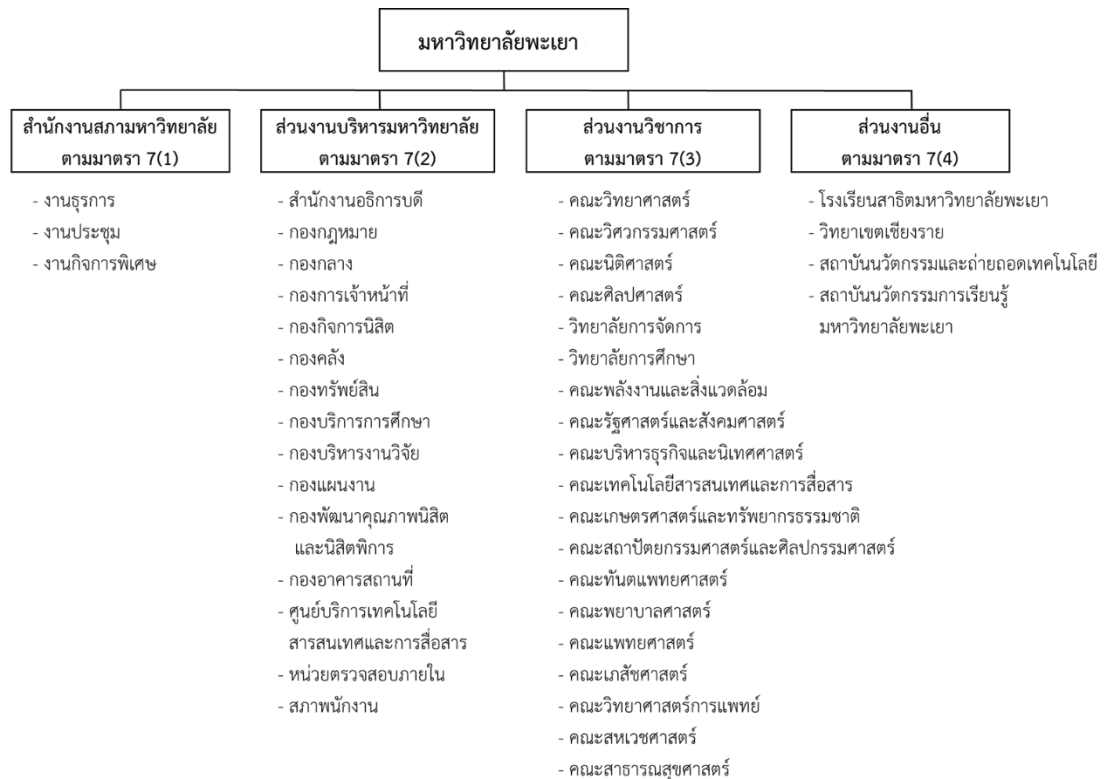 มหาวิทยาลัยพะเยา
สำนักงานสภามหาวิทยาลัย
ตามมาตรา 7(1)
- งานธุรการ
- งานประชุม
- งานกิจการพิเศษ
ส่วนงานบริหารมหาวิทยาลัย
ตามมาตรา 7(2)
- สำนักงานอธิการบดี
- กองกฎหมาย
- กองกลาง
- กองการเจ้าหน้าที่
- กองกิจการนิสิต
- กองคลัง
- กองทรัพย์สิน
- กองบริการการศึกษา
- กองบริหารงานวิจัย
- กองแผนงาน
- กองพัฒนาคุณภาพนิสิต
และนิสิตพิการ
- กองอาคารสถานที่
- ศูนย์บริการเทคโนโลยี
สารสนเทศและการสื่อสาร
- หน่วยตรวจสอบภายใน
- สภาพนักงาน
ส่วนงานวิชาการ
ตามมาตรา 7(3)
- คณะวิทยาศาสตร์
- คณะวิศวกรรมศาสตร์
- คณะนิติศาสตร์
- คณะศิลปศาสตร์
- วิทยาลัยการจัดการ
- วิทยาลัยการศึกษา
- คณะพลังงานและสิ่งแวดล้อม
- คณะรัฐศาสตร์และสังคมศาสตร์
- คณะบริหารธุรกิจและนิเทศศาสตร์
- คณะเทคโนโลยีสารสนเทศและการสื่อสาร
- คณะเกษตรศาสตร์และทรัพยากรธรรมชาติ
- คณะสถาปัตยกรรมศาสตร์และศิลปกรรมศาสตร์
- คณะทันตแพทยศาสตร์
- คณะพยาบาลศาสตร์
- คณะแพทยศาสตร์
- คณะเภสัชศาสตร์
- คณะวิทยาศาสตร์การแพทย์
- คณะสหเวชศาสตร์
- คณะสาธารณสุขศาสตร์
ส่วนงานอื่น
ตามมาตรา 7(4)
- โรงเรียนสาธิตมหาวิทยาลัยพะเยา
- วิทยาเขตเชียงราย
- สถาบันนวัตกรรมและถ่ายถอดเทคโนโลยี
- สถาบันนวัตกรรมการเรียนรู้
มหาวิทยาลัยพะเยา